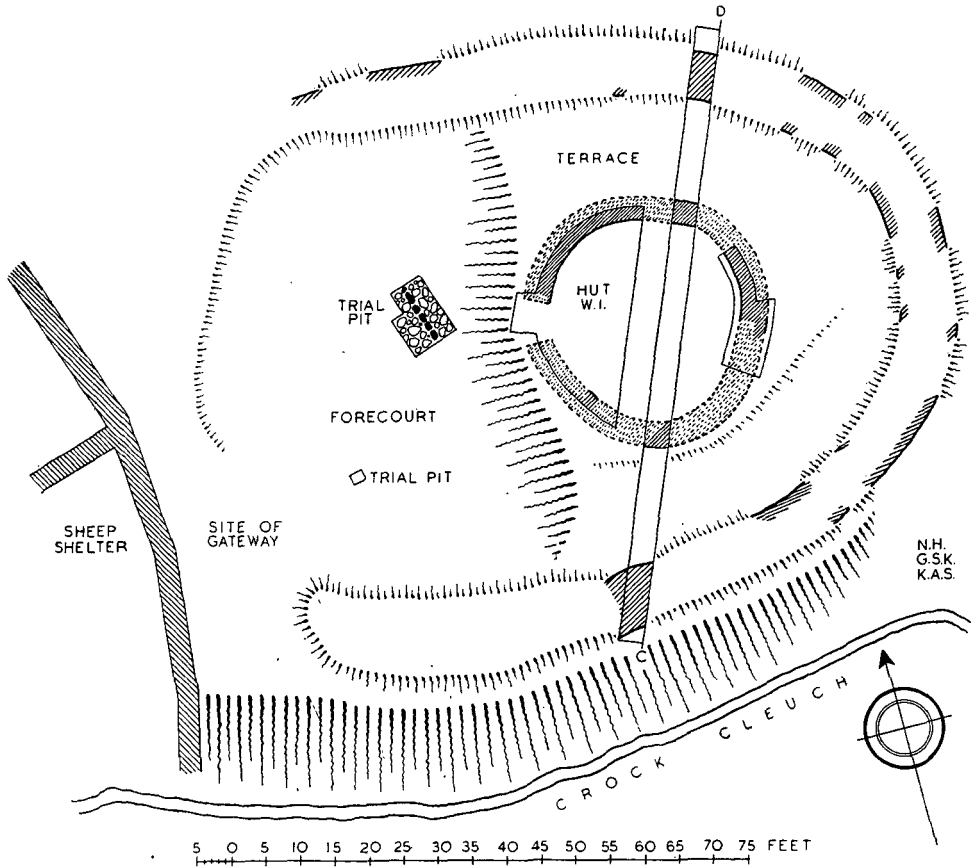 D
TERRACE
HUT
W.I.
TRIAL
PIT
FORECOURT
TRIAL PIT
SHEEP
SHELTER
SITE OF
GATEWAY
N.H.
G.S.K.
K.A.S.
C
CROCK CLEUCH
5 0 5 10 15 20 25 30 35 40 45 50 55 60 65 70 75 FEET